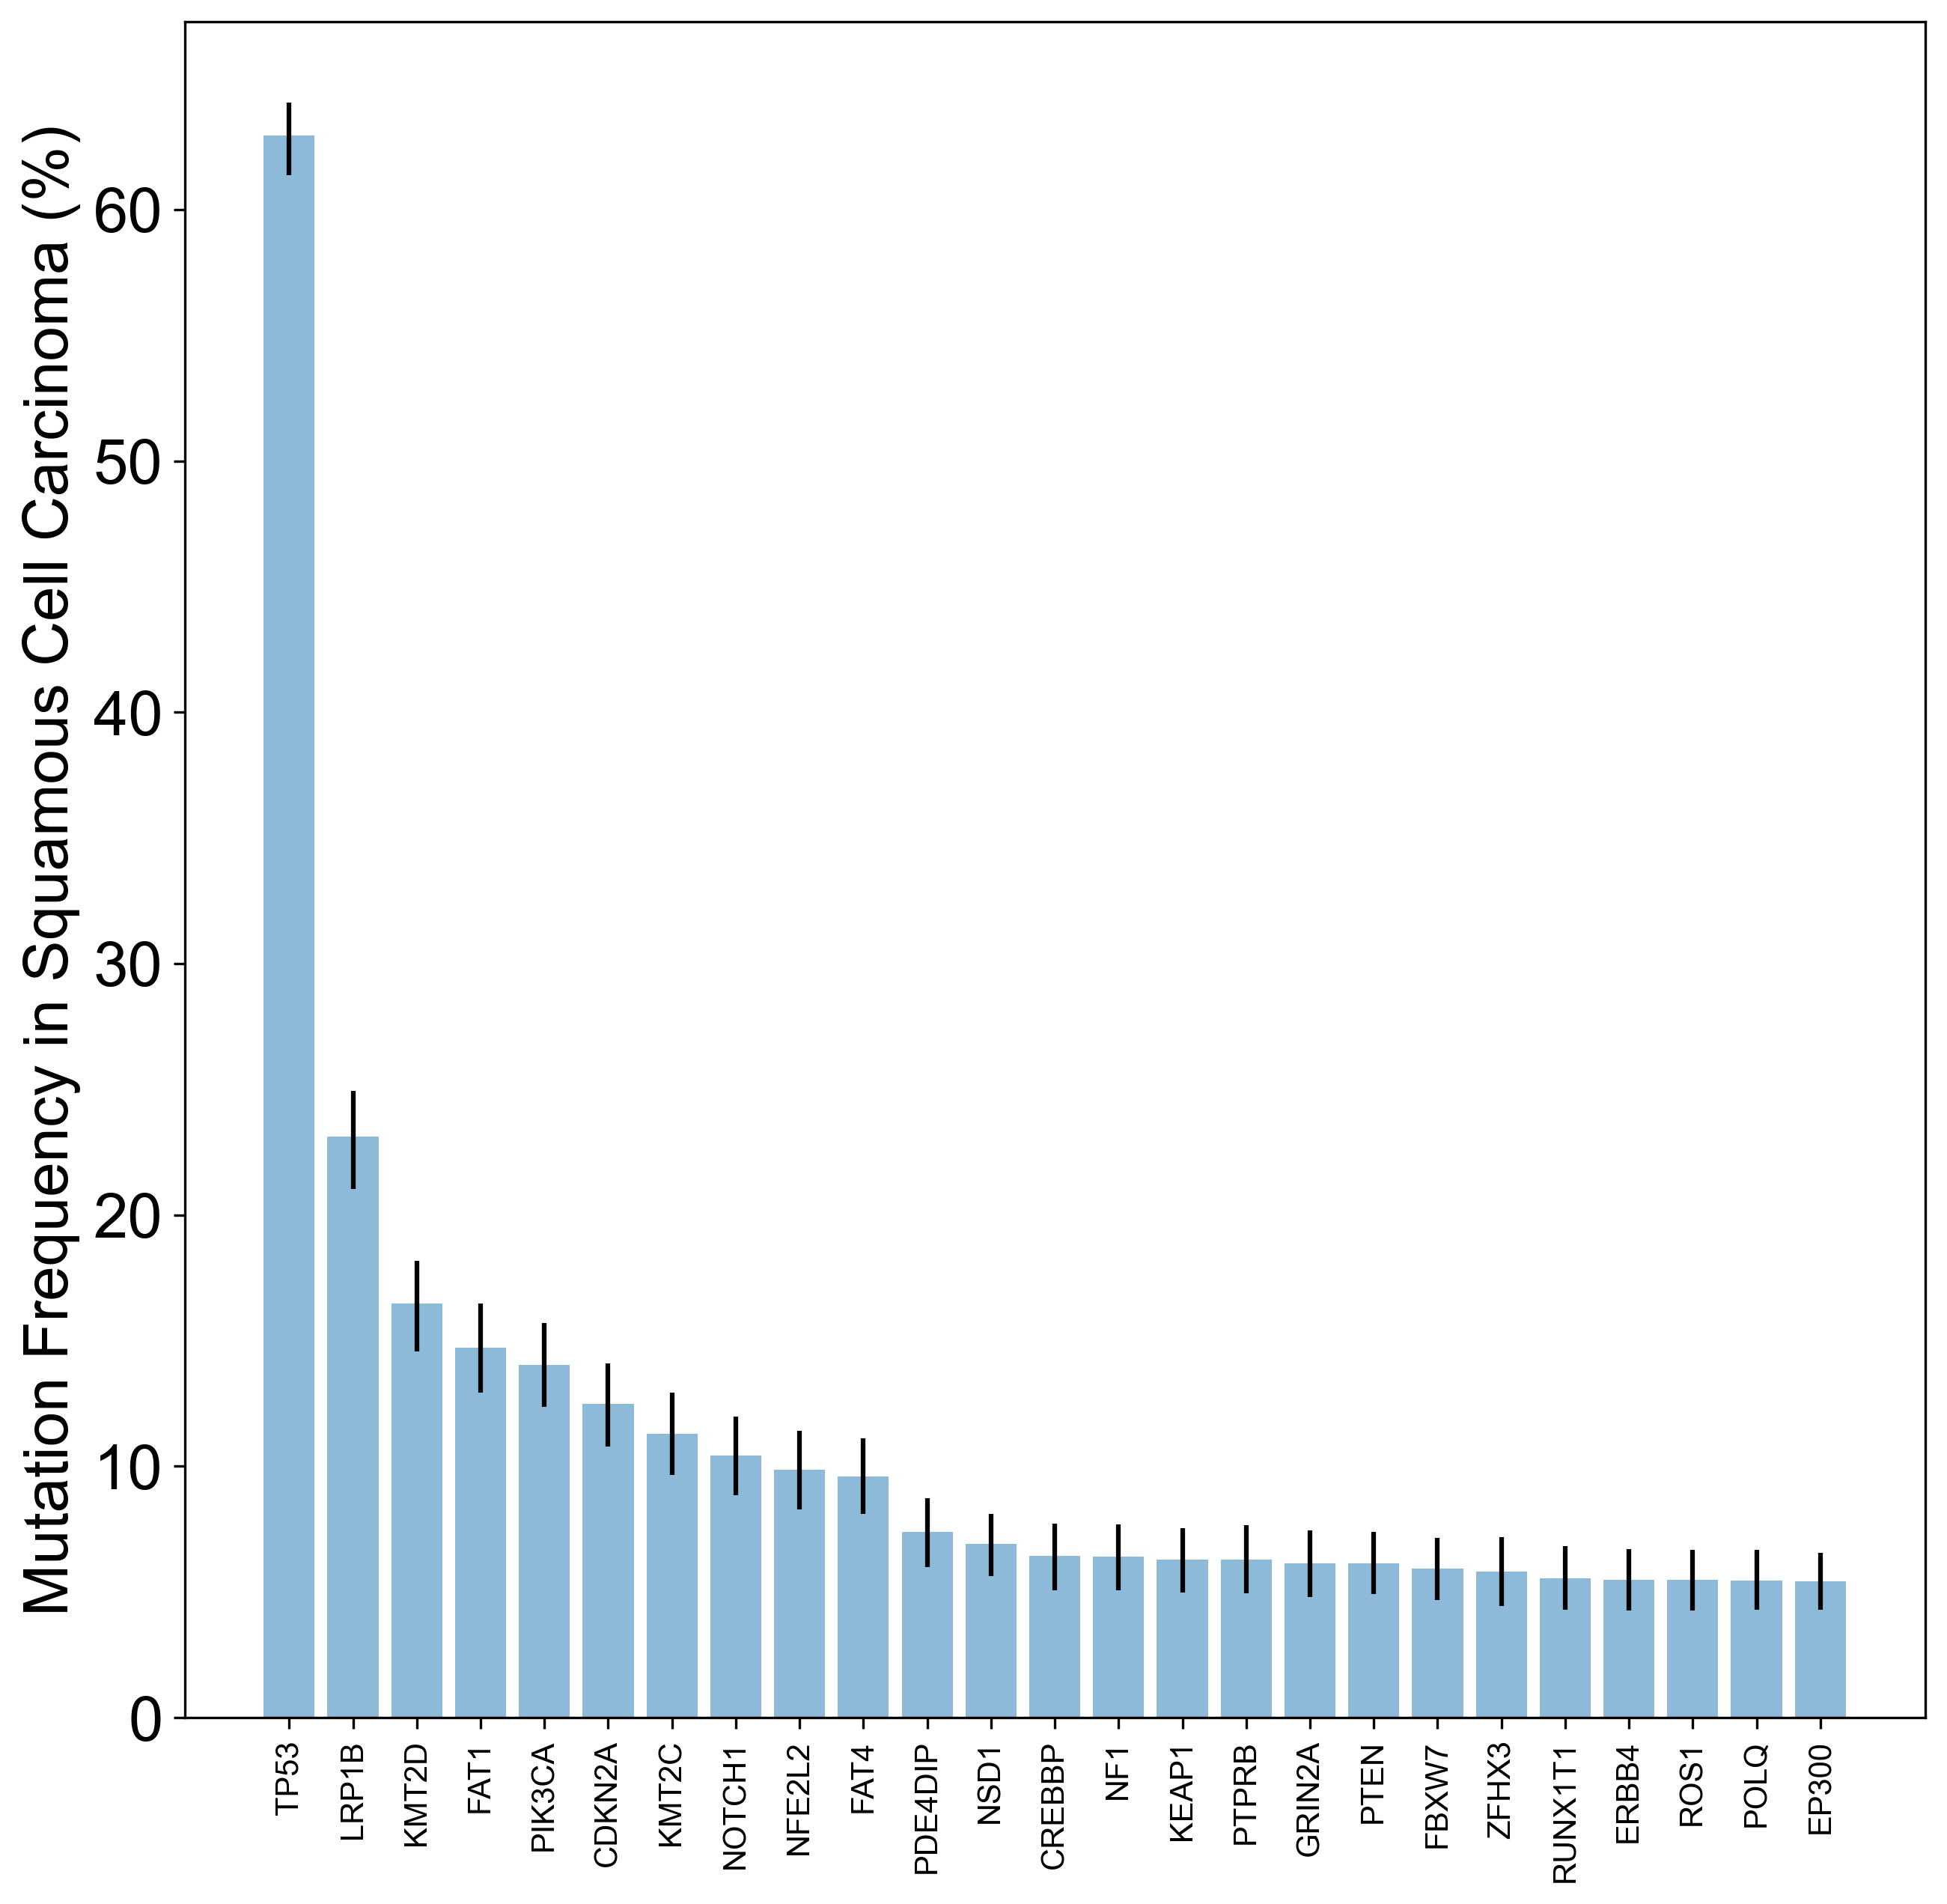 Mutation Frequency in Squamous Cell Carcinoma (%)
60
50
40
30
20
10
0
TP53
LRP1B
KMT2D
FAT1
PIK3CA
CDKN2A
KMT2C
NOTCH1
NFE2L2
FAT4
PDE4DIP
NSD1
CREBBP
NF1
KEAP1
PTPRB
GRIN2A
PTEN
FBXW7
ZFHX3
RUNX1T1
ERBB4
ROS1
POLQ
EP300